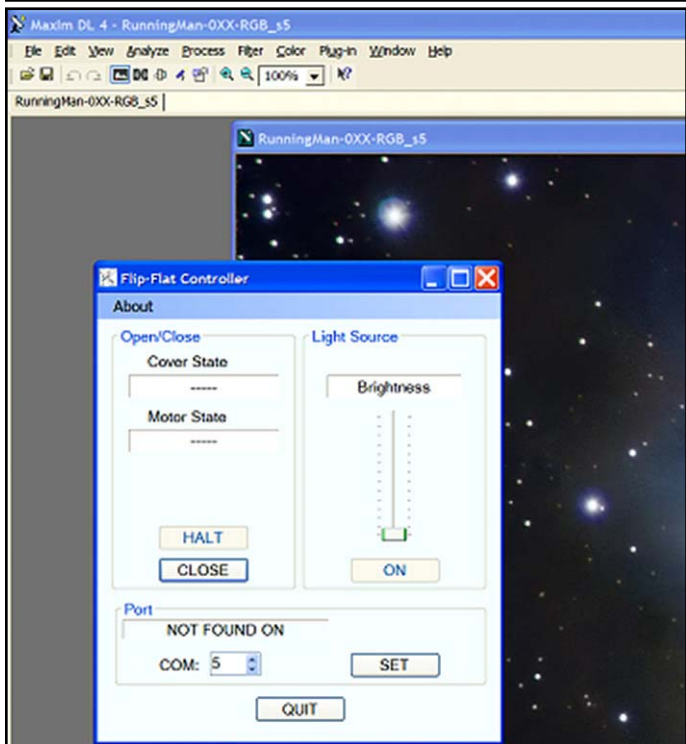 MaxIm DL 4 - RunningMan-0XX-RGB_s5
File Edit View Analyze Process Filter Color Plug-in Window Help
100%
RunningMan-0XX-RGB_s5
RunningMan-0XX-RGB_s5
Flip-Flat Controller
About
Open/Close
Cover State
-----
Motor State
-----
HALT
CLOSE
Light Source
Brightness
ON
Port
NOT FOUND ON
COM: 5
SET
QUIT